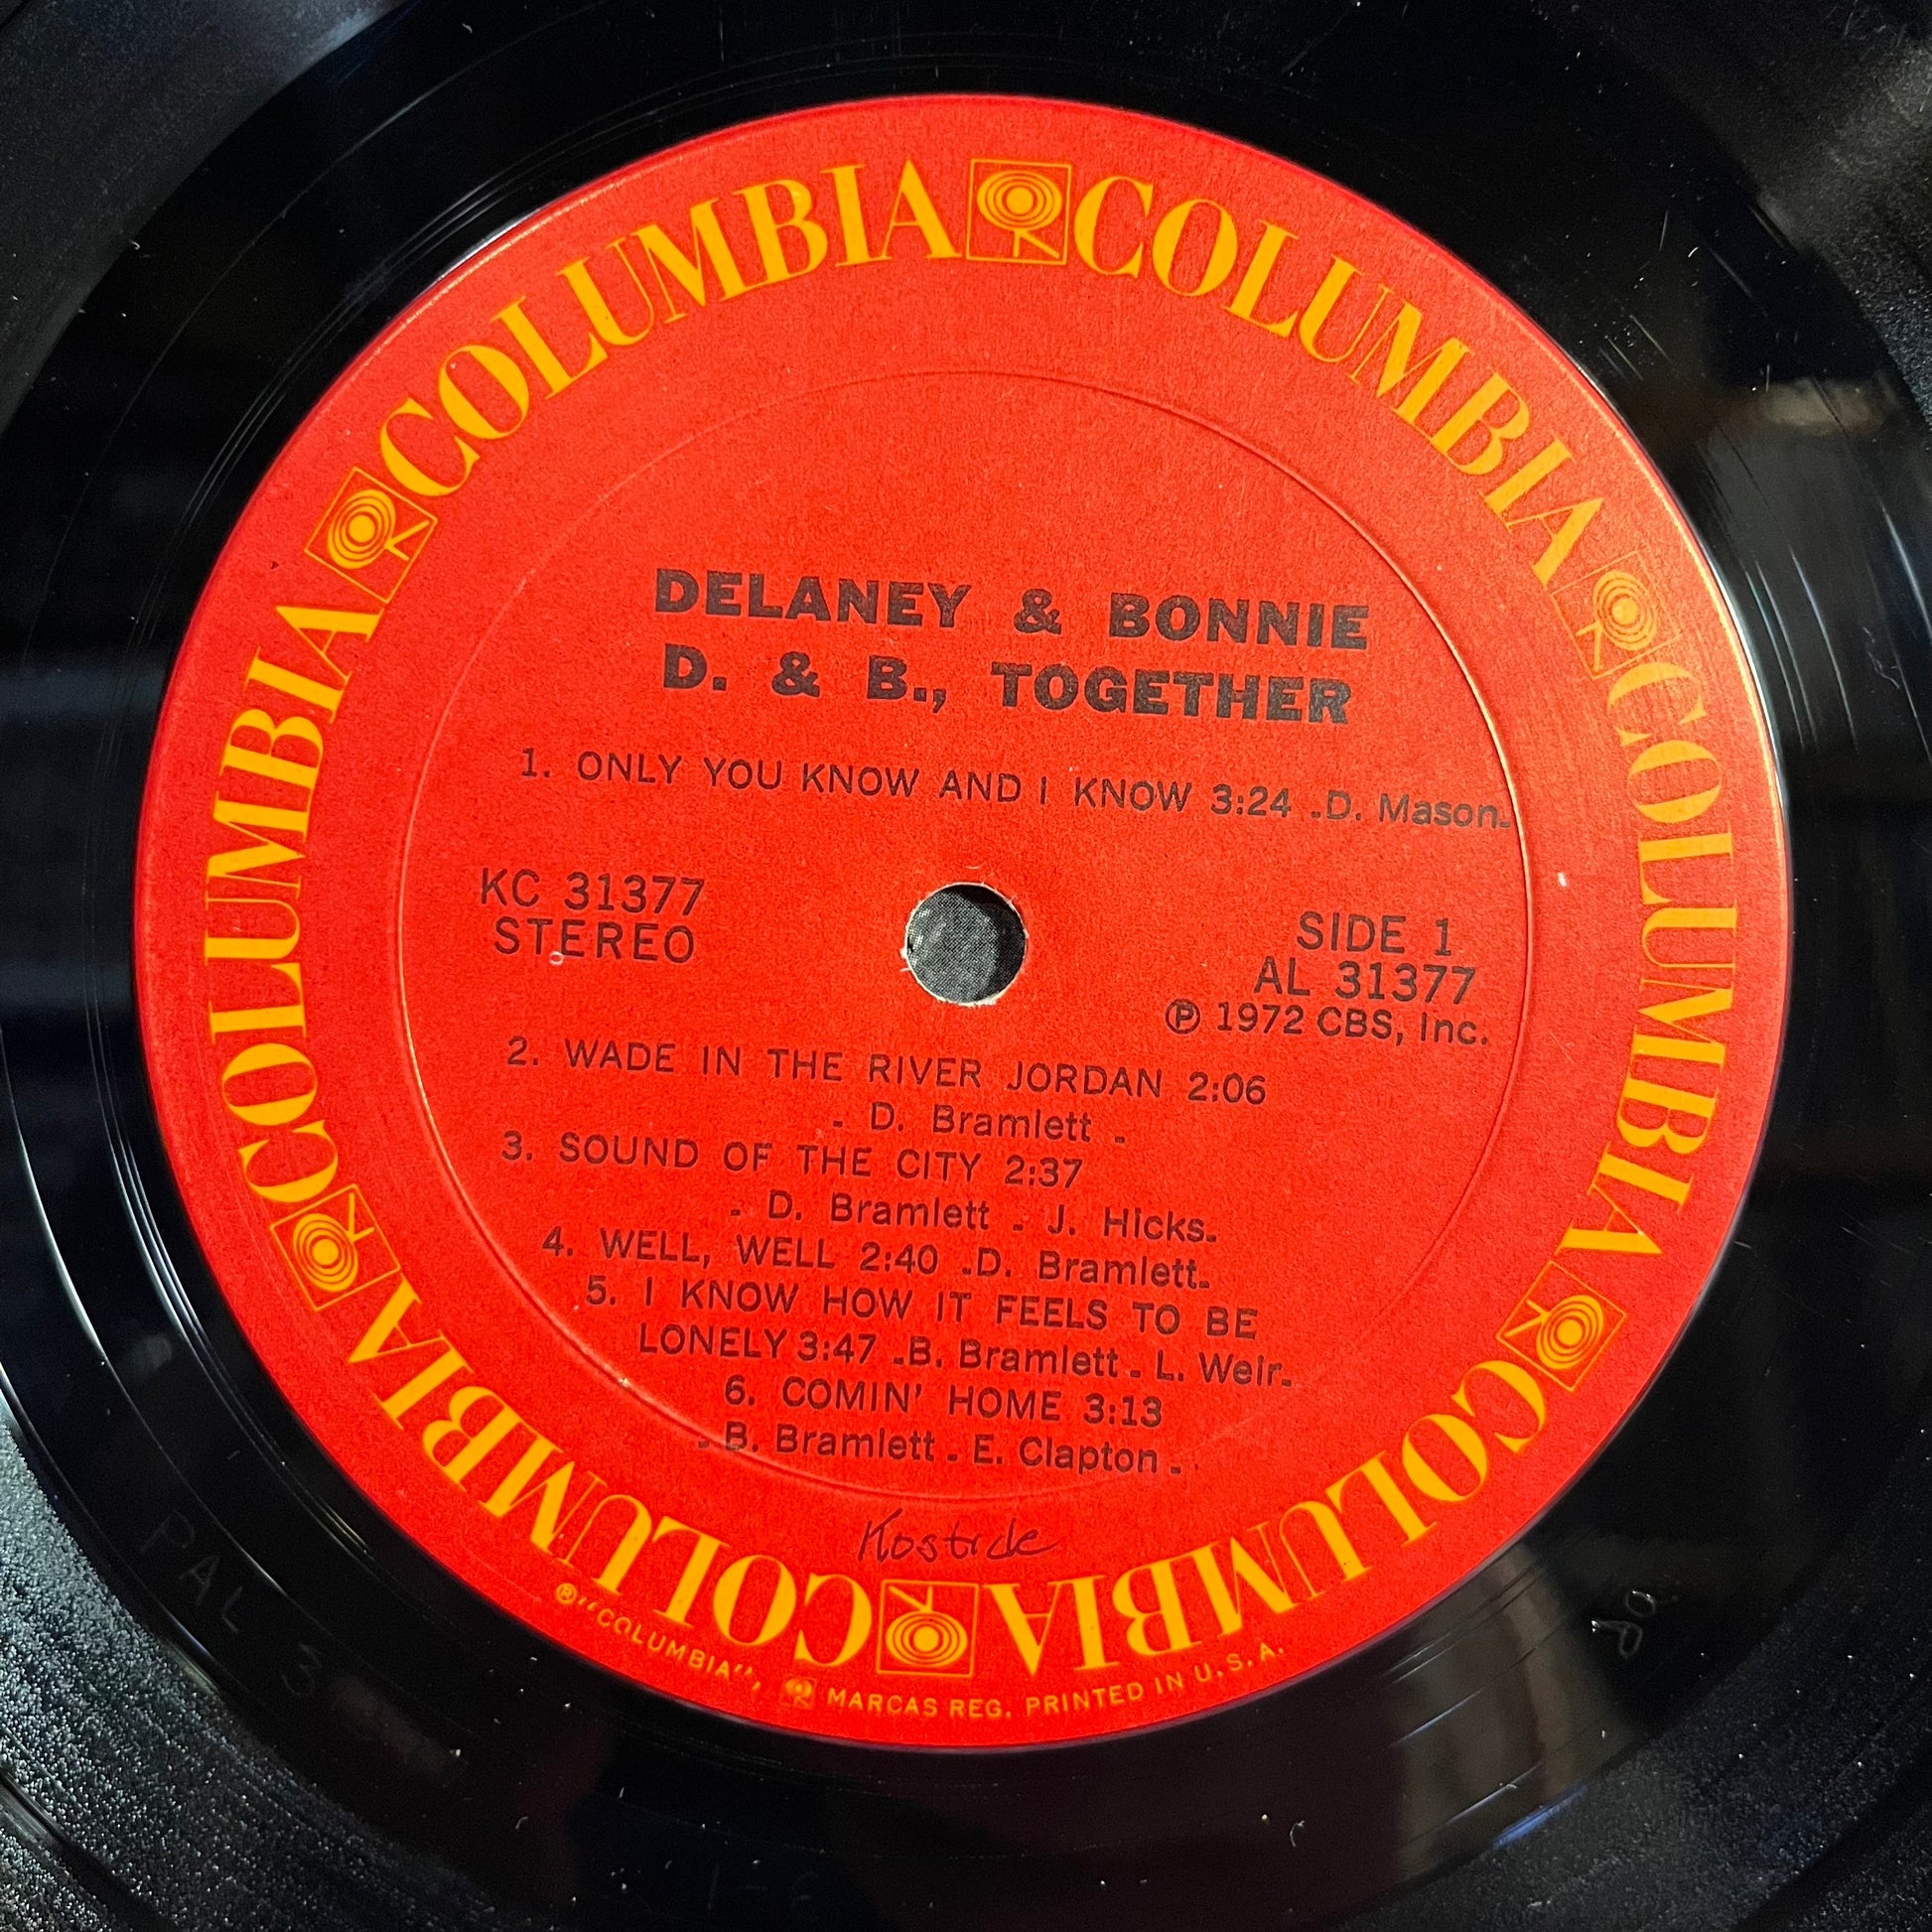 COLUMBIA COLUMBIA COLUMBIA COLUMBIA COLUMBIA COLUMBIA
DELANEY & BONNIE
D. & B., TOGETHER
1. ONLY YOU KNOW AND I KNOW 3:24 -D. Mason-
KC 31377
STEREO
SIDE 1
AL 31377
Ⓟ 1972 CBS, Inc.
2. WADE IN THE RIVER JORDAN 2:06
- D. Bramlett -
3. SOUND OF THE CITY 2:37
- D. Bramlett - J. Hicks-
4. WELL, WELL 2:40 -D. Bramlett-
5. I KNOW HOW IT FEELS TO BE
LONELY 3:47 -B. Bramlett - L. Weir-
6. COMIN' HOME 3:13
- B. Bramlett - E. Clapton -
®"COLUMBIA", MARCAS REG. PRINTED IN U.S.A.
PAL 3